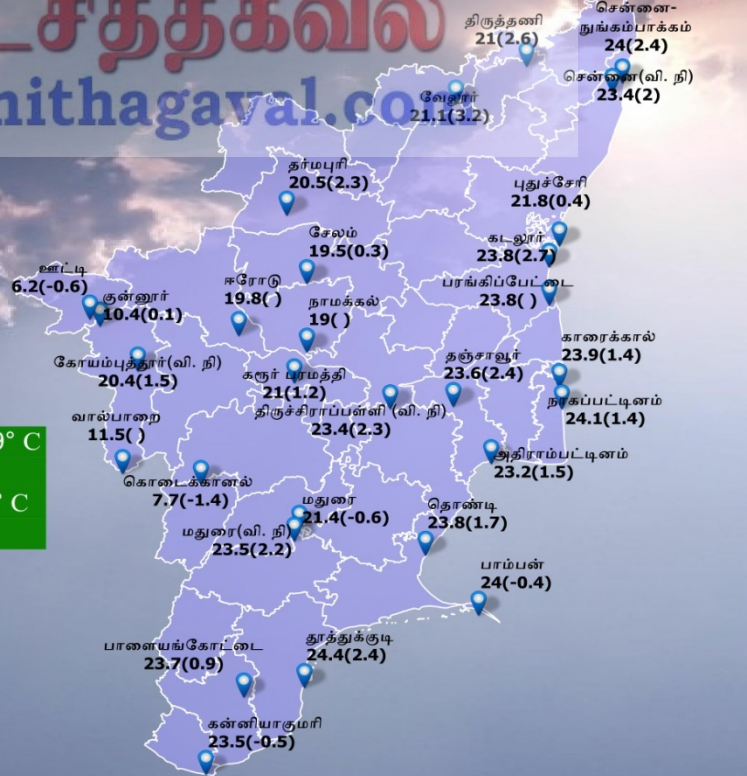 nithagaval.com
சென்னை-
நுங்கம்பாக்கம்
24(2.4)
திருத்தணி
21(2.6)
சென்னை(வி. நி)
23.4(2)
வேலூர்
21.1(3.2)
தர்மபுரி
20.5(2.3)
புதுச்சேரி
21.8(0.4)
சேலம்
19.5(0.3)
கடலூர்
23.8(2.7)
ஊட்டி
6.2(-0.6)
குன்னூர்
10.4(0.1)
ஈரோடு
19.8( )
நாமக்கல்
19( )
பரங்கிப்பேட்டை
23.8( )
காரைக்கால்
23.9(1.4)
கோயம்புத்தூர்(வி. நி)
20.4(1.5)
கரூர் பரமத்தி
21(1.2)
தஞ்சாவூர்
23.6(2.4)
நாகப்பட்டினம்
24.1(1.4)
திருச்சிராப்பள்ளி (வி. நி)
23.4(2.3)
வால்பாறை
11.5( )
9° C
° C
அதிராம்பட்டினம்
23.2(1.5)
கொடைக்கானல்
7.7(-1.4)
மதுரை
21.4(-0.6)
மதுரை(வி. நி)
23.5(2.2)
தொண்டி
23.8(1.7)
பாம்பன்
24(-0.4)
பாளையங்கோட்டை
23.7(0.9)
தூத்துக்குடி
24.4(2.4)
கன்னியாகுமரி
23.5(-0.5)